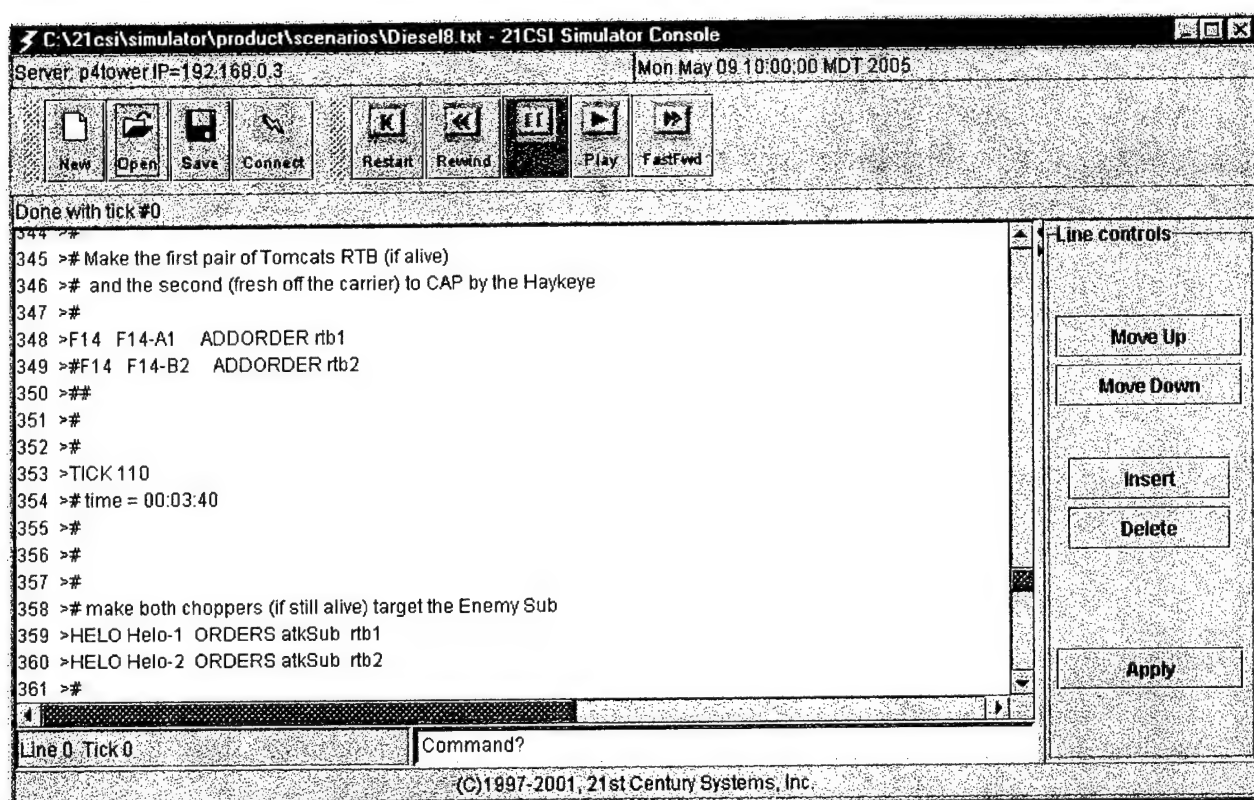 C:\21csi\simulator\product\scenarios\Diesel8.txt - 21CSI Simulator Console
Server: p4tower IP=192.168.0.3 Mon May 09 10:00:00 MDT 2005
New Open Save Connect Restart Rewind Play FastFwd
Done with tick #0
344 >#
345 ># Make the first pair of Tomcats RTB (if alive)
346 ># and the second (fresh off the carrier) to CAP by the Haykeye
347 >#
348 >F14 F14-A1 ADDORDER rtb1
349 >#F14 F14-B2 ADDORDER rtb2
350 >##
351 >#
352 >#
353 >TICK 110
354 ># time = 00:03:40
355 >#
356 >#
357 >#
358 ># make both choppers (if still alive) target the Enemy Sub
359 >HELO Helo-1 ORDERS atkSub rtb1
360 >HELO Helo-2 ORDERS atkSub rtb2
361 >#
Line controls
Move Up
Move Down
Insert
Delete
Apply
Line 0 Tick 0
Command?
(C)1997-2001, 21st Century Systems, Inc.